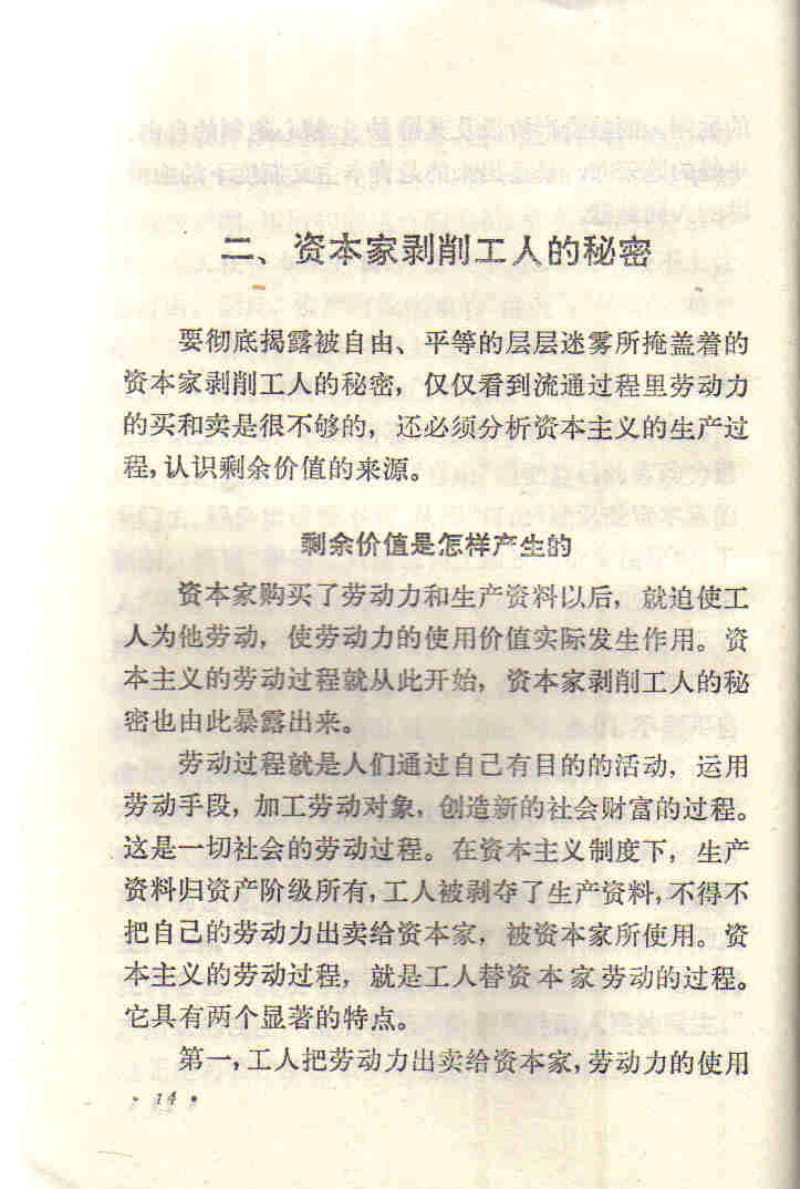 二、资本家剥削工人的秘密
要彻底揭露被自由、平等的层层迷雾所掩盖着的
资本家剥削工人的秘密，仅仅看到流通过程里劳动力
的买和卖是很不够的，还必须分析资本主义的生产过
程，认识剩余价值的来源。
剩余价值是怎样产生的
资本家购买了劳动力和生产资料以后，就迫使工
人为他劳动，使劳动力的使用价值实际发生作用。资
本主义的劳动过程就从此开始，资本家剥削工人的秘
密也由此暴露出来。
劳动过程就是人们通过自己有目的的活动，运用
劳动手段，加工劳动对象，创造新的社会财富的过程。
这是一切社会的劳动过程。在资本主义制度下，生产
资料归资产阶级所有，工人被剥夺了生产资料，不得不
把自己的劳动力出卖给资本家，被资本家所使用。资
本主义的劳动过程，就是工人替资本家劳动的过程。
它具有两个显著的特点。
第一，工人把劳动力出卖给资本家，劳动力的使用
• 14 •